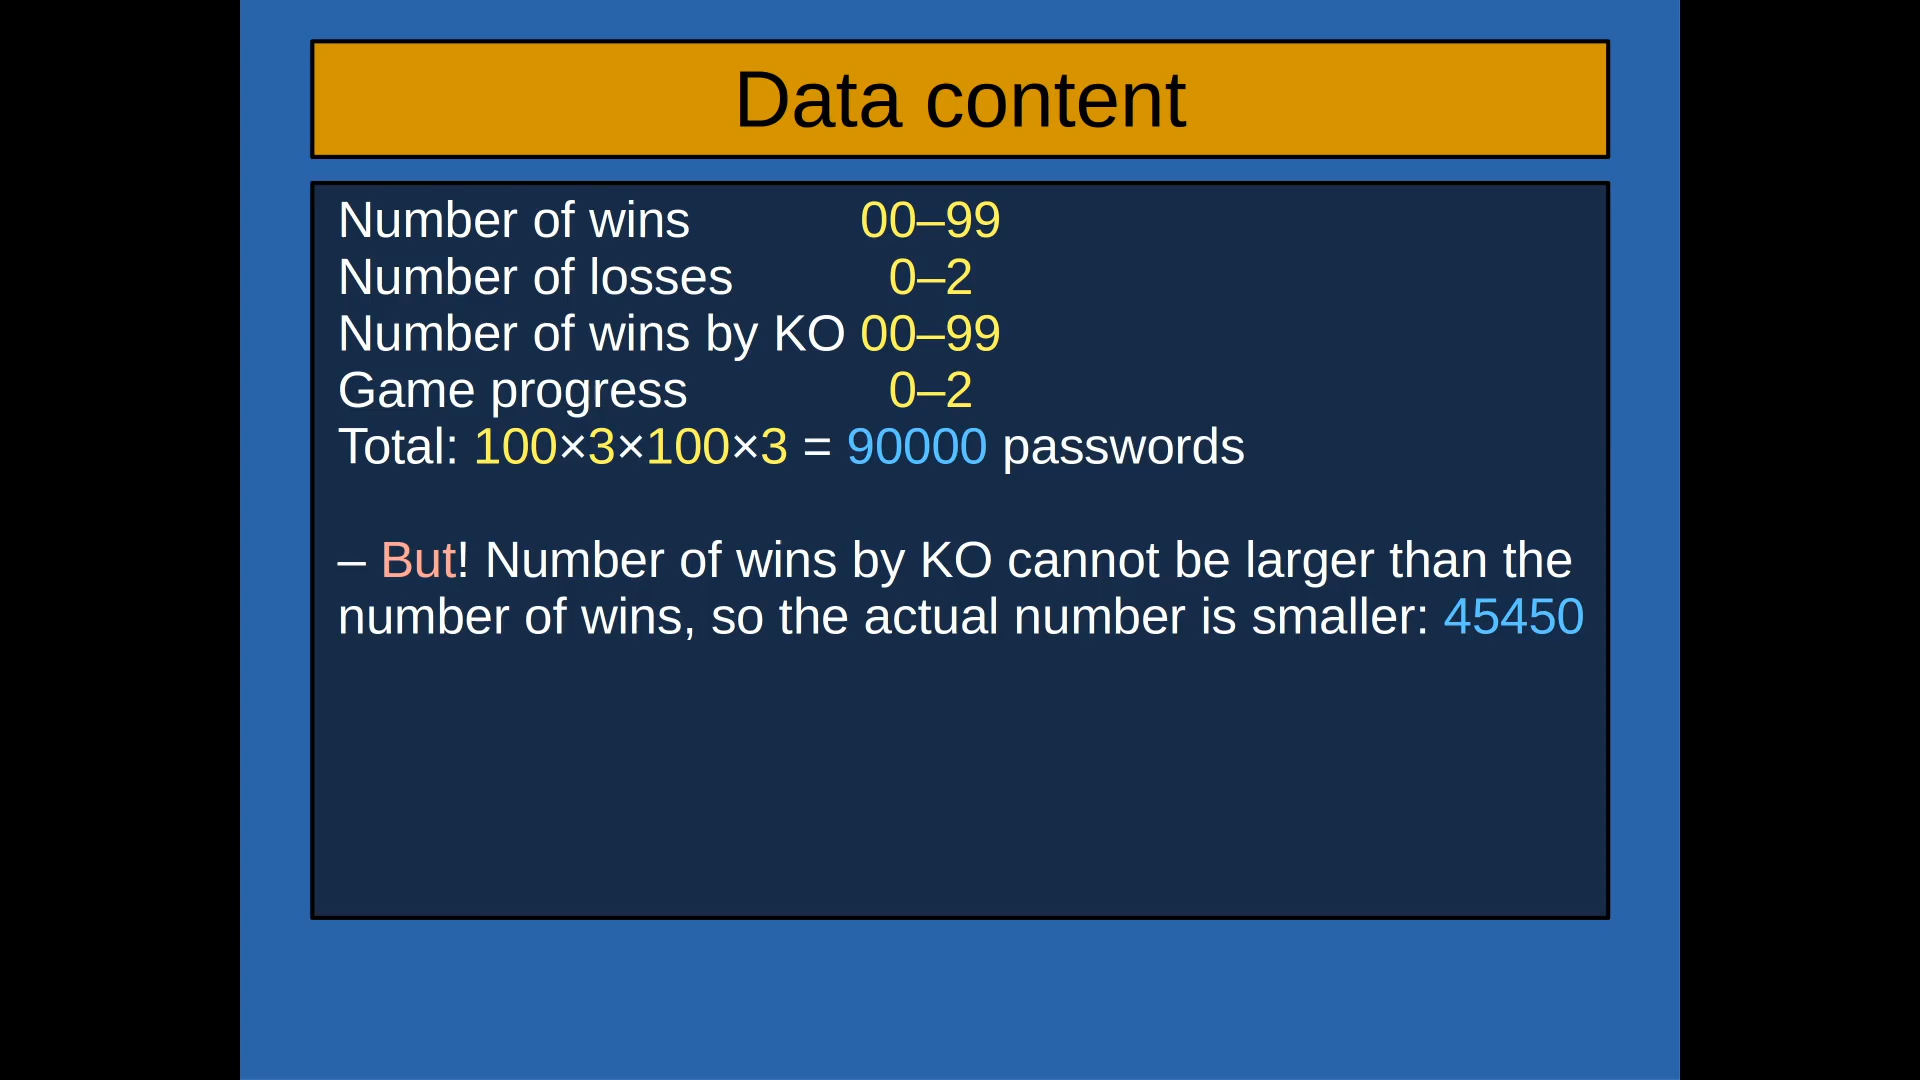 Data content
Number of wins 00–99
Number of losses 0–2
Number of wins by KO 00–99
Game progress 0–2
Total: 100×3×100×3 = 90000 passwords
– But! Number of wins by KO cannot be larger than the
number of wins, so the actual number is smaller: 45450